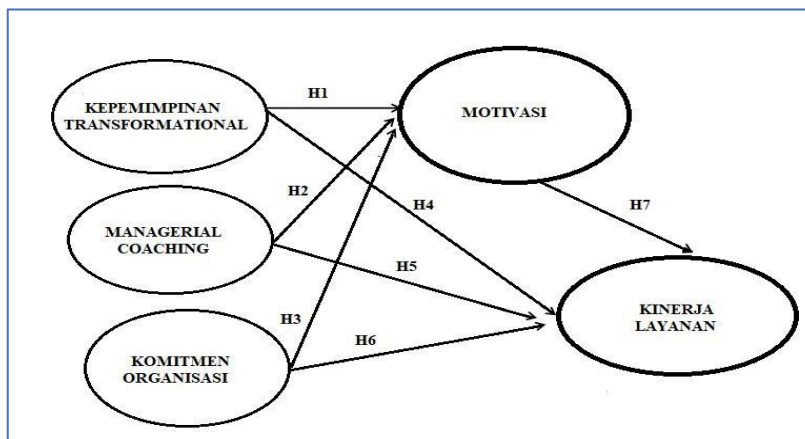 KEPEMIMPINAN
TRANSFORMATIONAL
H1
MOTIVASI
H2
H4
H7
MANAGERIAL
COACHING
H5
H3
KINERJA
LAYANAN
H6
KOMITMEN
ORGANISASI